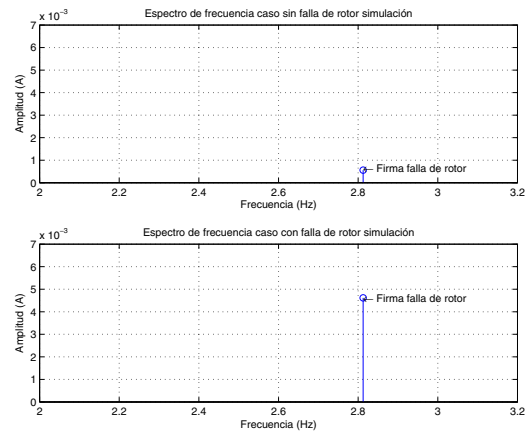 Espectro de frecuencia caso sin falla de rotor simulación
x 10⁻³
7
6
5
4
3
2
1
0
Amplitud (A)
Firma falla de rotor
2 2.2 2.4 2.6 2.8 3 3.2
Frecuencia (Hz)
Espectro de frecuencia caso con falla de rotor simulación
x 10⁻³
7
6
5
4
3
2
1
0
Amplitud (A)
Firma falla de rotor
2 2.2 2.4 2.6 2.8 3 3.2
Frecuencia (Hz)